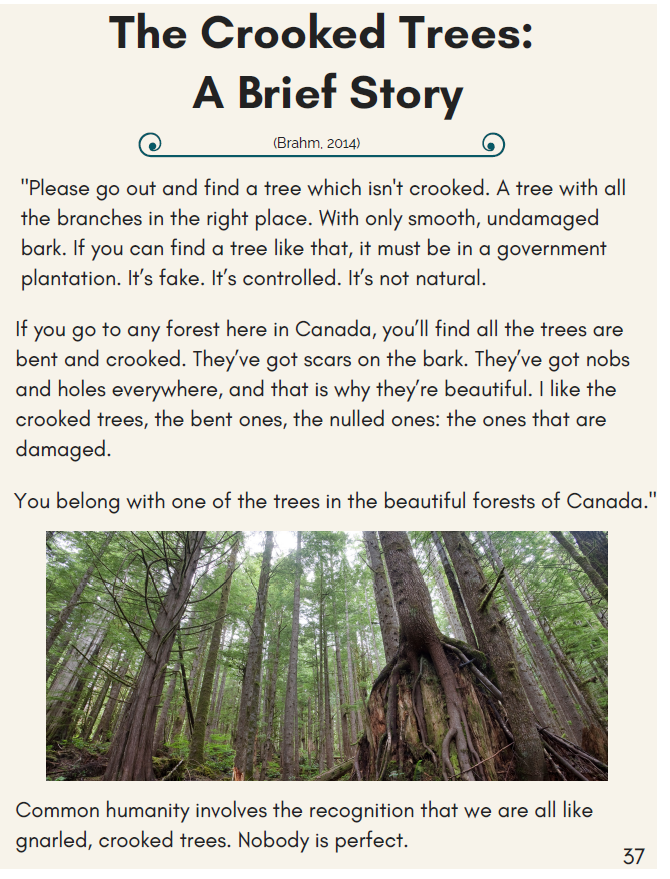 The Crooked Trees:
A Brief Story
(Brahm, 2014)
"Please go out and find a tree which isn't crooked. A tree with all
the branches in the right place. With only smooth, undamaged
bark. If you can find a tree like that, it must be in a government
plantation. It’s fake. It’s controlled. It’s not natural.
If you go to any forest here in Canada, you’ll find all the trees are
bent and crooked. They’ve got scars on the bark. They’ve got nobs
and holes everywhere, and that is why they’re beautiful. I like the
crooked trees, the bent ones, the nulled ones: the ones that are
damaged.
You belong with one of the trees in the beautiful forests of Canada."
Common humanity involves the recognition that we are all like
gnarled, crooked trees. Nobody is perfect.
37